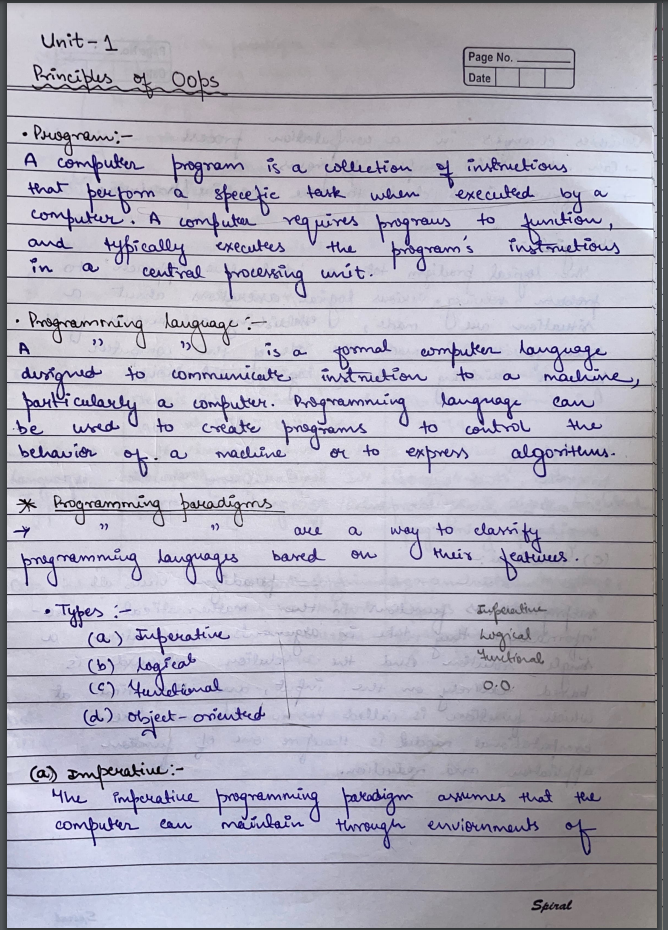 Unit-1
Page No.
Principles of Oops
Date
• Program:-
A computer program is a collection of instructions
that perform a specefic task when executed by a
computer. A computer requires programs to function,
and typically executes the program's instructions
in a central processing unit.
• Programming language:-
A " " is a formal computer language
designed to communicate instruction to a machine,
particularly a computer. Programming language can
be used to create programs to control the
behavior of a machine or to express algorithms.
* Programming paradigms
→ " " are a way to classify
programming languages based on their features.
• Types :-
Imperative
(a) Imperative
Logical
(b) Logical
Functional
(c) Functional
O.O.
(d) object-oriented
(a) Imperative:-
The imperative programming paradigm assumes that the
computer can maintain through enviornments of
Spiral